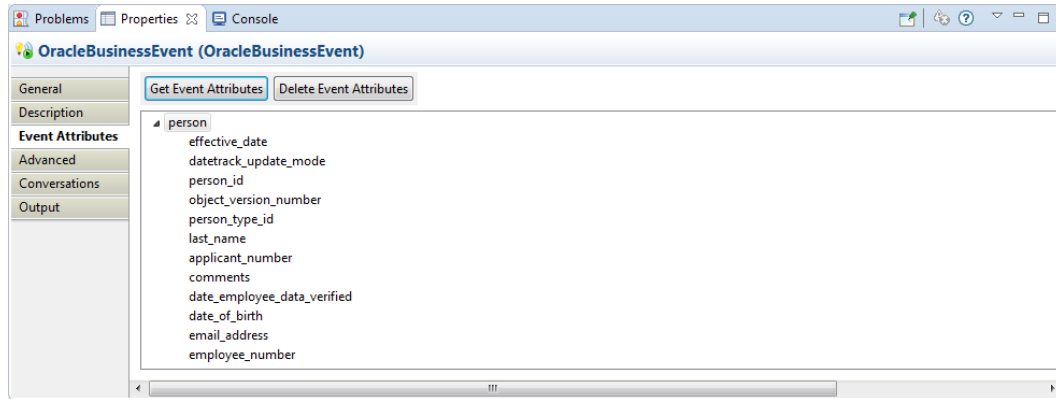 Problems Properties Console
OracleBusinessEvent (OracleBusinessEvent)
General
Description
Event Attributes
Advanced
Conversations
Output
Get Event Attributes Delete Event Attributes
person
effective_date
datetrack_update_mode
person_id
object_version_number
person_type_id
last_name
applicant_number
comments
date_employee_data_verified
date_of_birth
email_address
employee_number